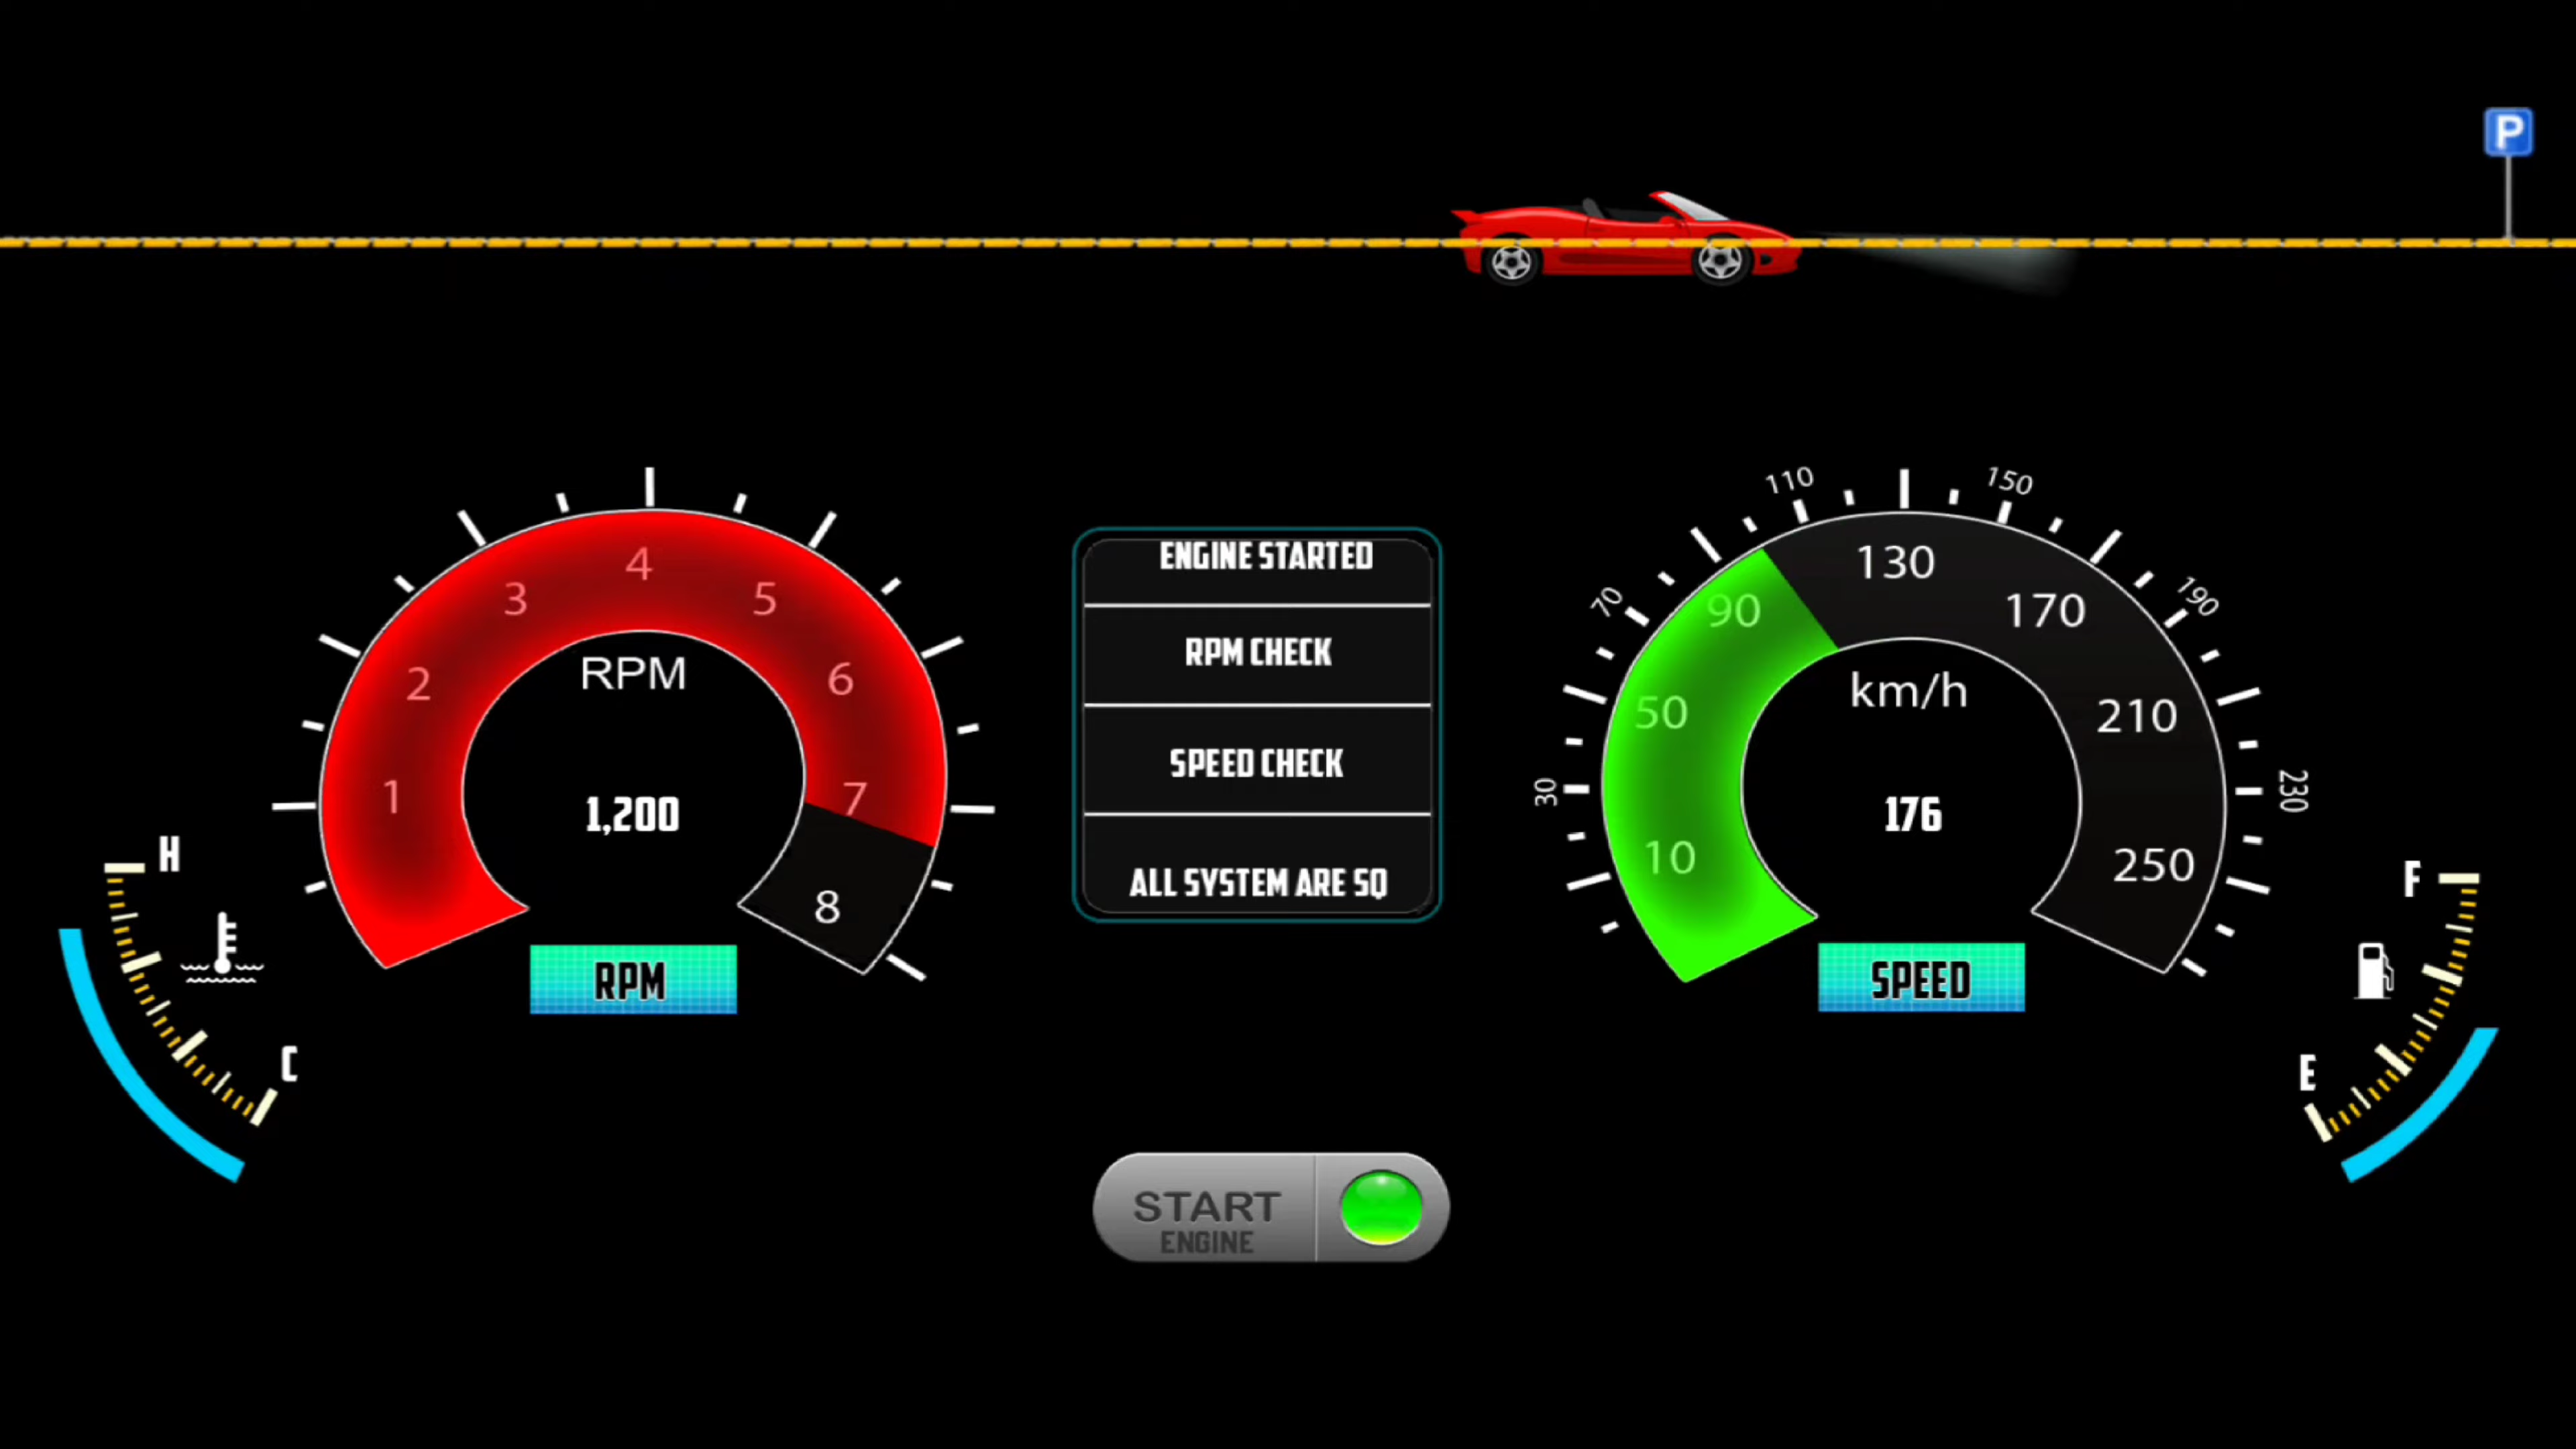 P
110
150
4
130
3
5
70
90
170
190
ENGINE STARTED
RPM CHECK
SPEED CHECK
ALL SYSTEM ARE SQ
2
RPM
6
50
km/h
210
1
1,200
7
30
176
230
H
10
250
F
8
RPM
SPEED
C
E
START
ENGINE